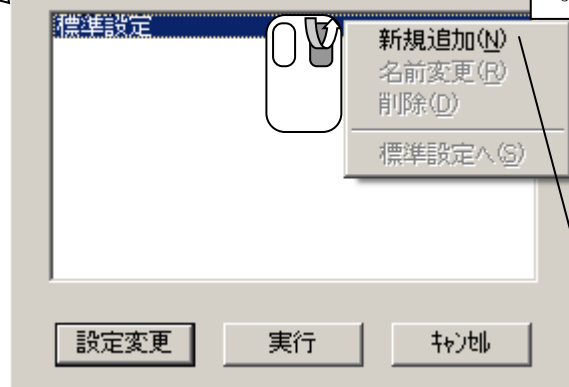 標準設定
新規追加(N)
名前変更(R)
削除(D)
標準設定へ(S)
設定変更
実行
ｷｬﾝｾﾙ